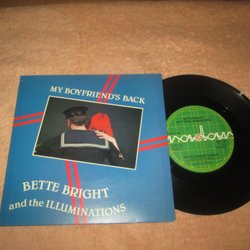 MY BOYFRIEND'S BACK
BETTE BRIGHT
and the ILLUMINATIONS
BETTE BRIGHT